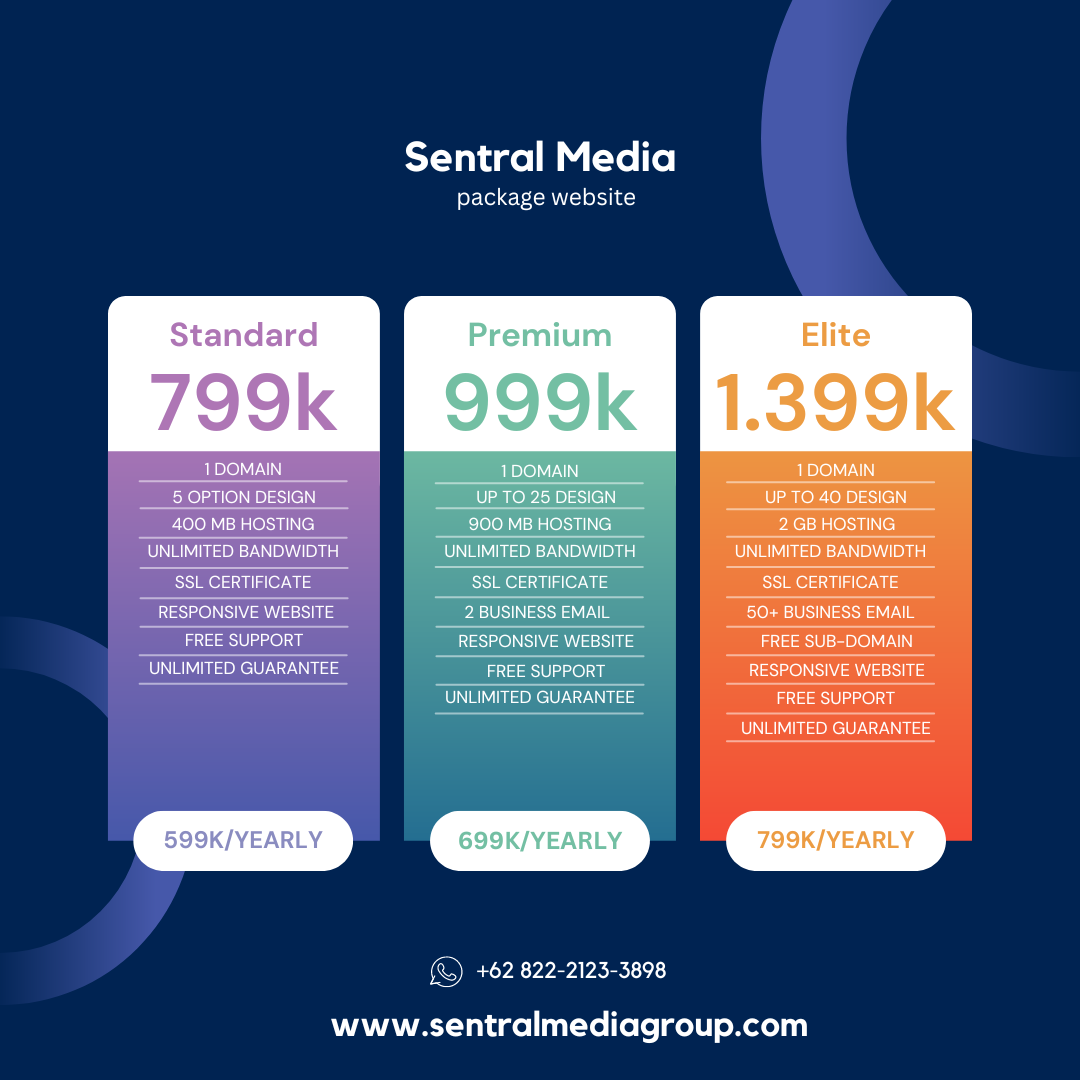 Sentral Media
package website
Standard
799k
1 DOMAIN
5 OPTION DESIGN
400 MB HOSTING
UNLIMITED BANDWIDTH
SSL CERTIFICATE
RESPONSIVE WEBSITE
FREE SUPPORT
UNLIMITED GUARANTEE
599K/YEARLY
Premium
999k
1 DOMAIN
UP TO 25 DESIGN
900 MB HOSTING
UNLIMITED BANDWIDTH
SSL CERTIFICATE
2 BUSINESS EMAIL
RESPONSIVE WEBSITE
FREE SUPPORT
UNLIMITED GUARANTEE
699K/YEARLY
Elite
1.399k
1 DOMAIN
UP TO 40 DESIGN
2 GB HOSTING
UNLIMITED BANDWIDTH
SSL CERTIFICATE
50+ BUSINESS EMAIL
FREE SUB-DOMAIN
RESPONSIVE WEBSITE
FREE SUPPORT
UNLIMITED GUARANTEE
799K/YEARLY
+62 822-2123-3898
www.sentralmediagroup.com